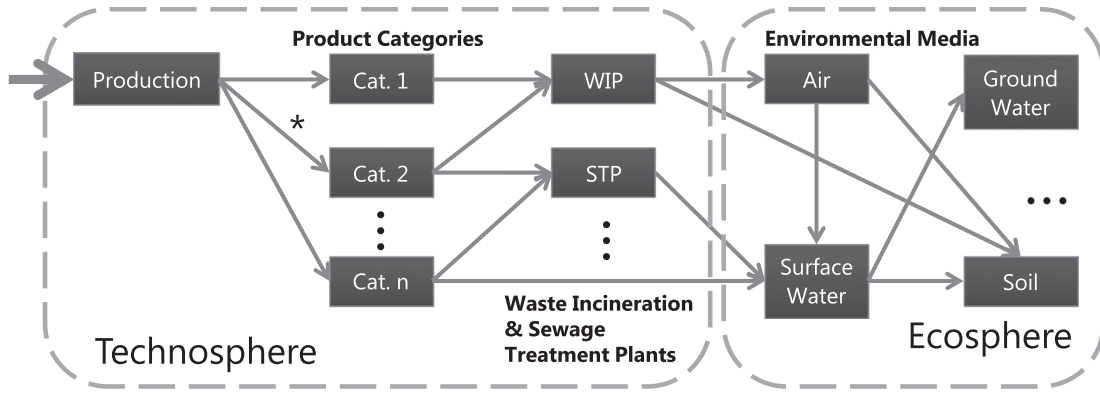 Product Categories
Environmental Media
Production
Cat. 1
WIP
Air
Ground
Water
*
Cat. 2
STP
Cat. n
Surface
Water
Soil
Waste Incineration
& Sewage
Treatment Plants
Technosphere
Ecosphere